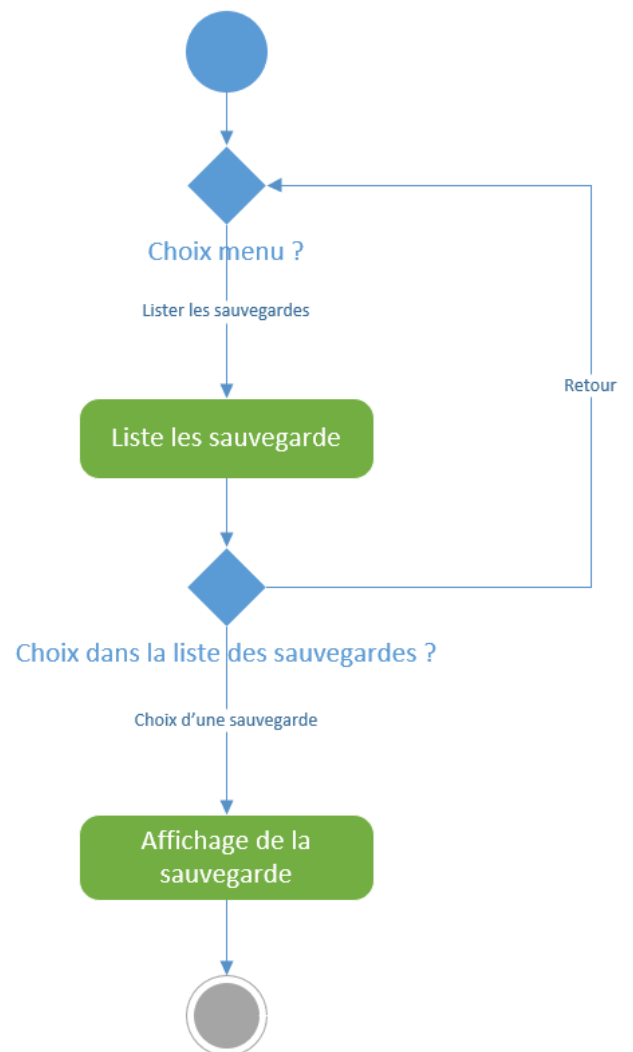 Choix menu ?
Lister les sauvegardes
Retour
Liste les sauvegarde
Choix dans la liste des sauvegardes ?
Choix d’une sauvegarde
Affichage de la
sauvegarde